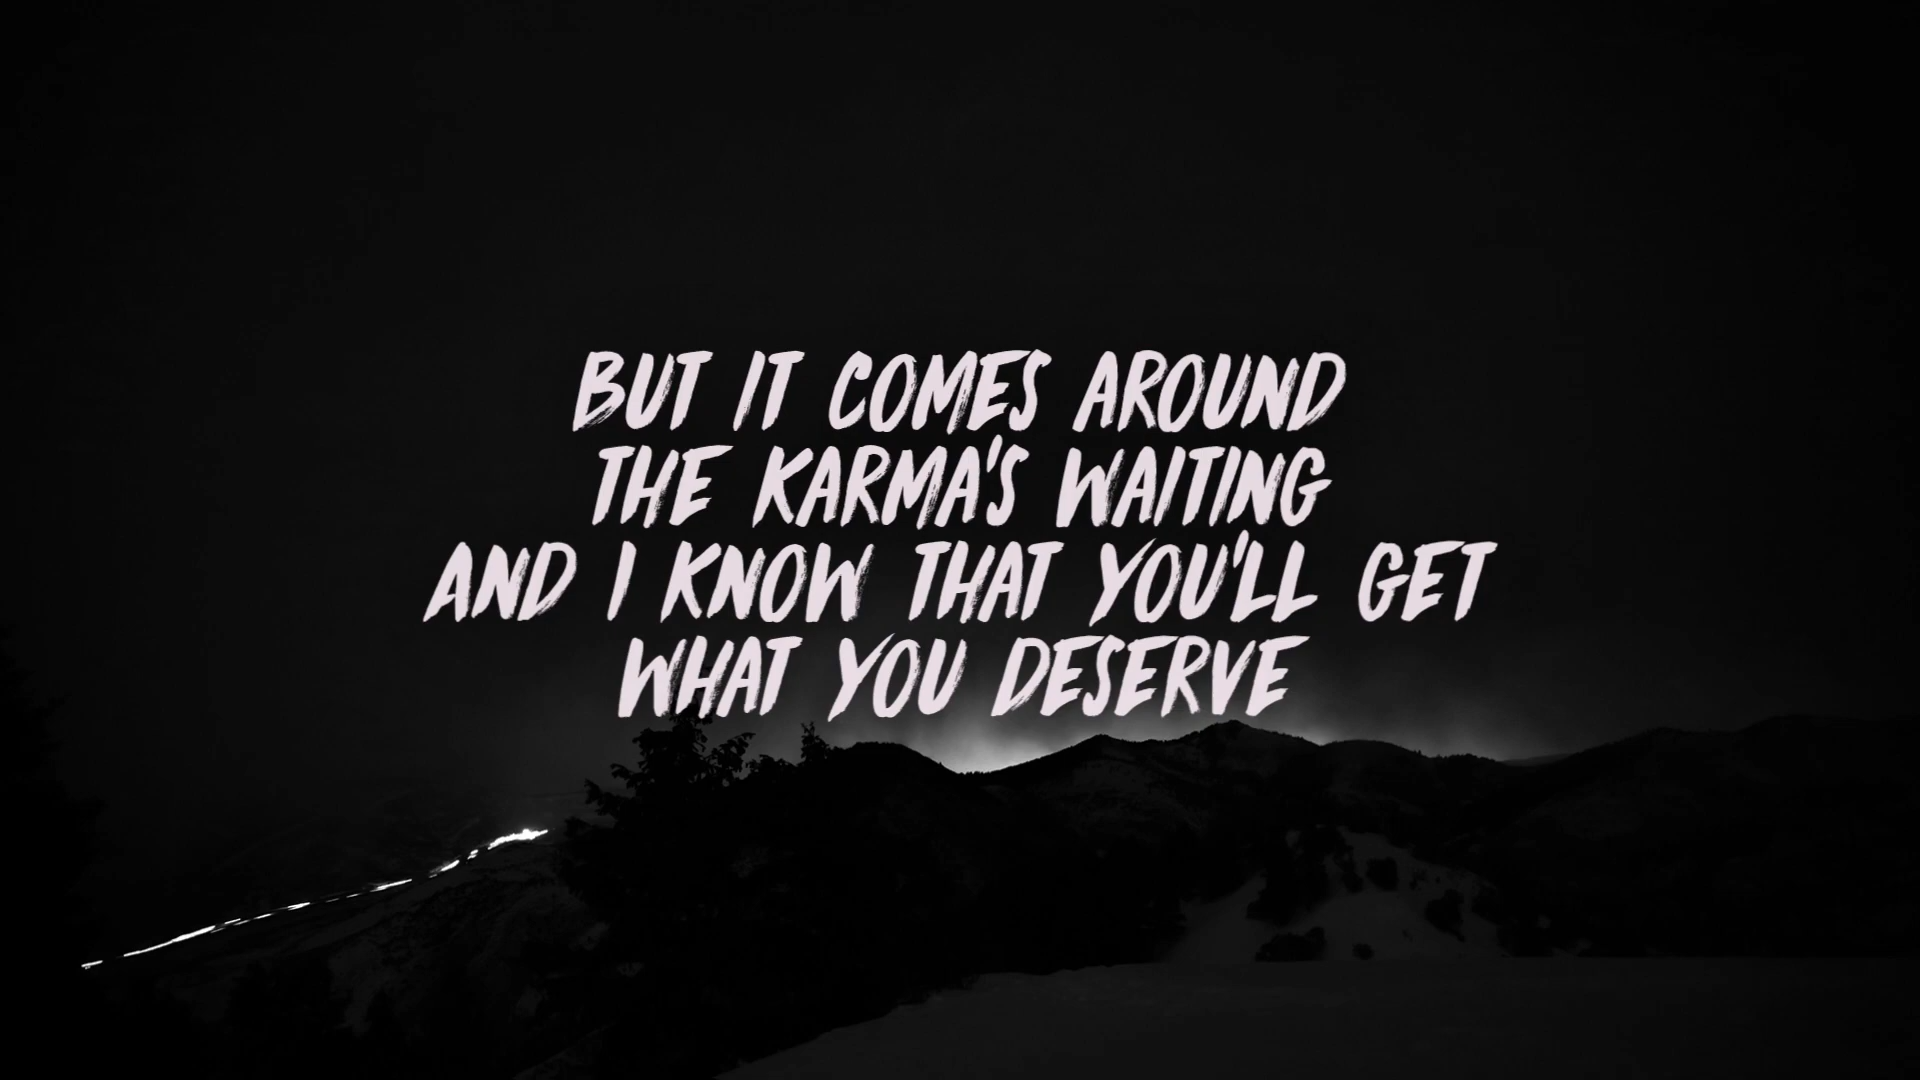 BUT IT COMES AROUND
THE KARMA'S WAITING
AND I KNOW THAT YOU'LL GET
WHAT YOU DESERVE